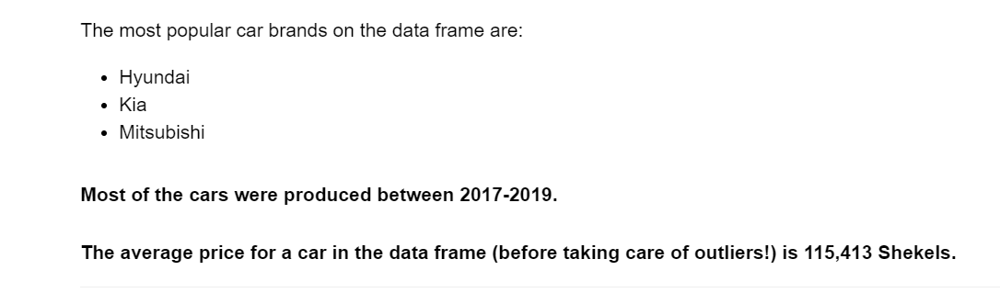 The most popular car brands on the data frame are:
• Hyundai
• Kia
• Mitsubishi
Most of the cars were produced between 2017-2019.
The average price for a car in the data frame (before taking care of outliers!) is 115,413 Shekels.